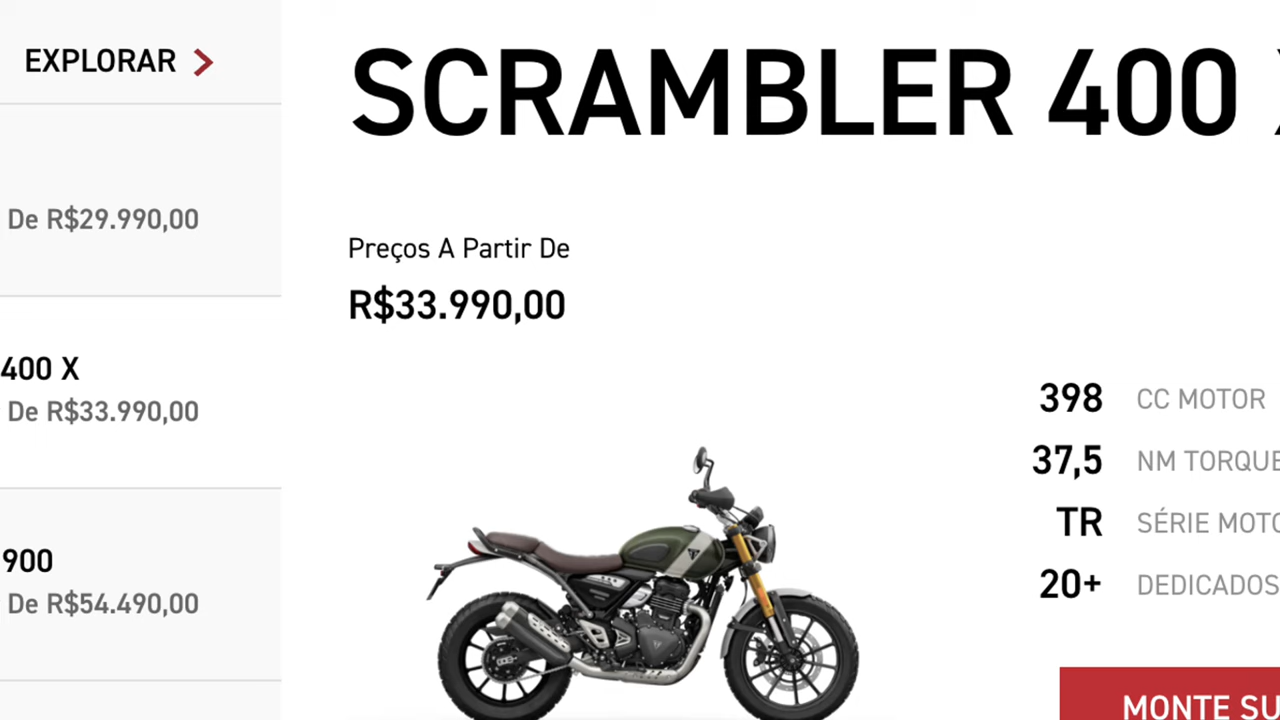 EXPLORAR
De R$29.990,00
400 X
De R$33.990,00
900
De R$54.490,00
SCRAMBLER 400
Preços A Partir De
R$33.990,00
398 CC MOTOR
37,5 NM TORQUE
TR SÉRIE MOTO
20+ DEDICADOS
MONTE SU